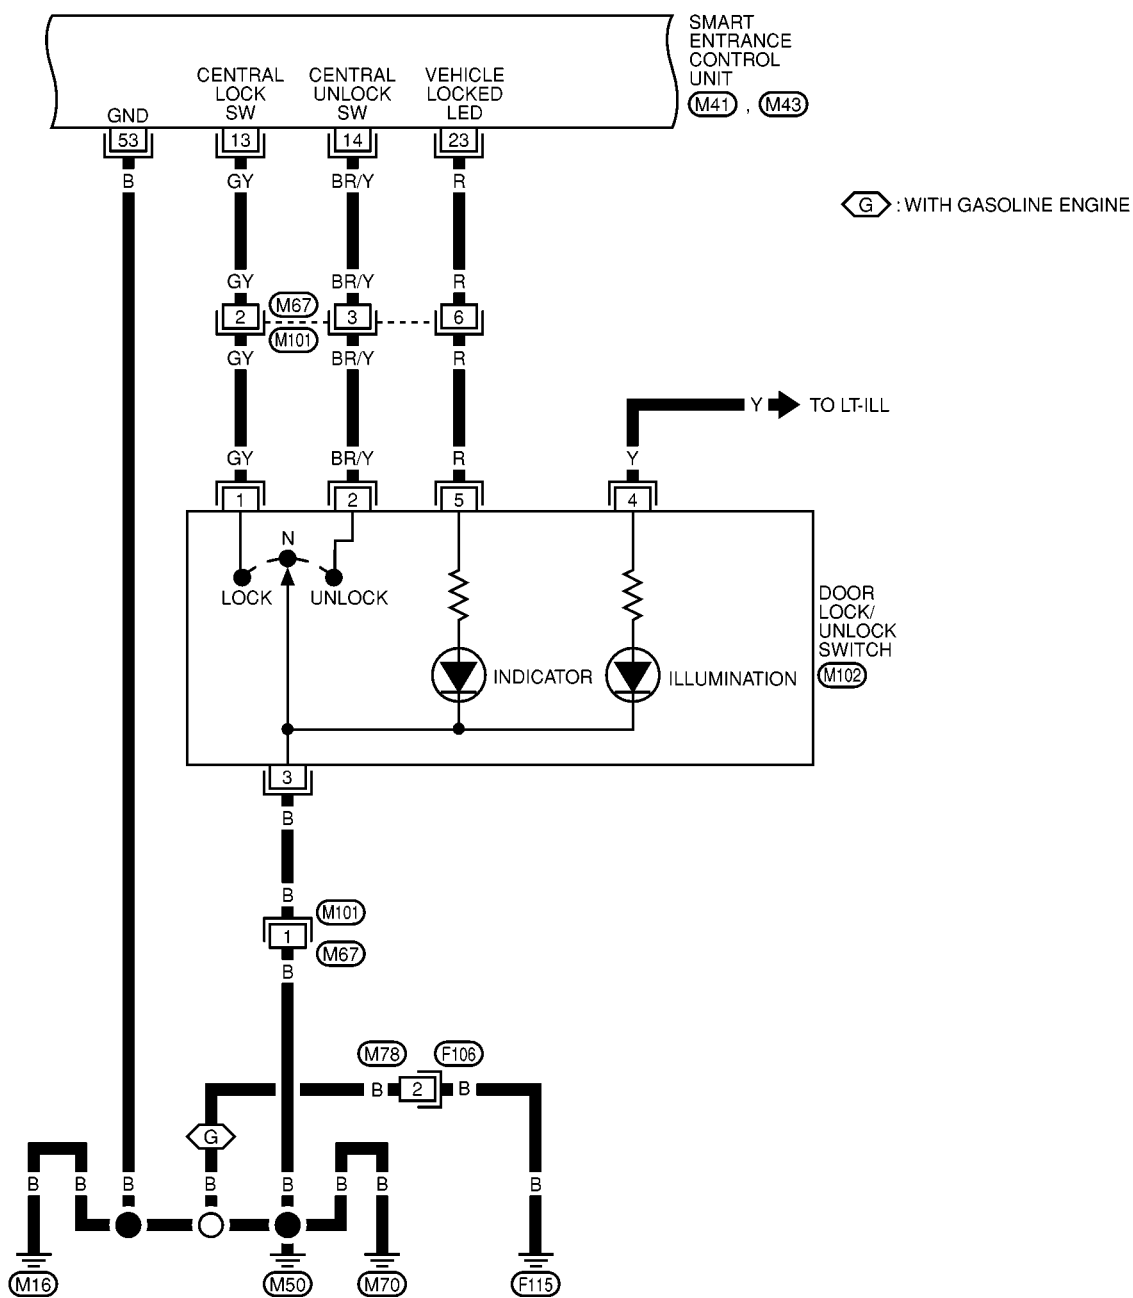 SMART
ENTRANCE
CONTROL
UNIT
M41 , M43
CENTRAL
LOCK
SW
CENTRAL
UNLOCK
SW
VEHICLE
LOCKED
LED
GND
53
13
14
23
B
GY
BR/Y
R
G : WITH GASOLINE ENGINE
GY
BR/Y
R
2
M67
3
6
M101
GY
BR/Y
R
Y
TO LT-ILL
GY
BR/Y
R
Y
1
2
5
4
N
LOCK
UNLOCK
DOOR
LOCK/
UNLOCK
SWITCH
M102
INDICATOR
ILLUMINATION
3
B
B
M101
1
M67
B
M78
F106
B
2
B
G
B
B
B
B
B
B
B
B
M16
M50
M70
F115